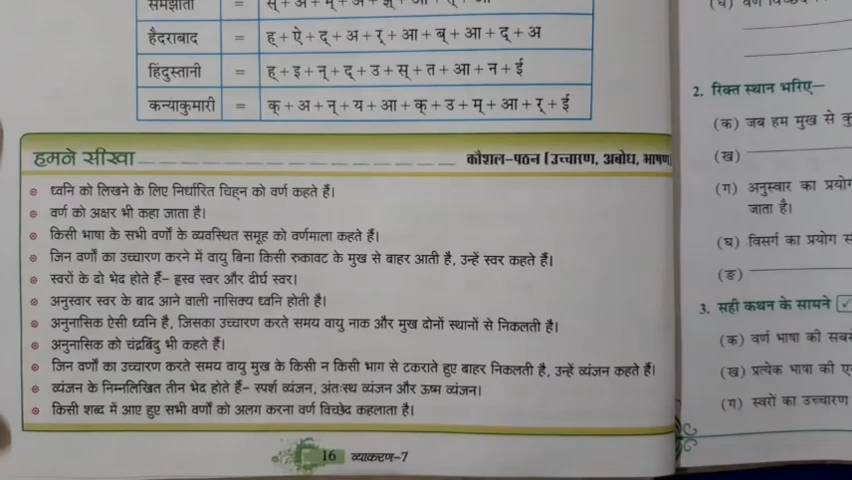 समझौता =
हैदराबाद = ह् + ऐ + द् + अ + र् + आ + ब् + आ + द् + अ
हिंदुस्तानी = ह् + इ + न् + द् + उ + स् + त + आ + न + ई
कन्याकुमारी = क् + अ + न् + य + आ + क् + उ + म् + आ + र् + ई
हमने सीखा कौशल-पठन (उच्चारण, अबोध, भाषण
ध्वनि को लिखने के लिए निर्धारित चिह्न को वर्ण कहते हैं।
वर्ण को अक्षर भी कहा जाता है।
किसी भाषा के सभी वर्णों के व्यवस्थित समूह को वर्णमाला कहते हैं।
जिन वर्णों का उच्चारण करने में वायु बिना किसी रुकावट के मुख से बाहर आती है, उन्हें स्वर कहते हैं।
स्वरों के दो भेद होते हैं- ह्रस्व स्वर और दीर्घ स्वर।
अनुस्वार स्वर के बाद आने वाली नासिक्य ध्वनि होती है।
अनुनासिक ऐसी ध्वनि है, जिसका उच्चारण करते समय वायु नाक और मुख दोनों स्थानों से निकलती है।
अनुनासिक को चंद्रबिंदु भी कहते हैं।
जिन वर्णों का उच्चारण करते समय वायु मुख के किसी न किसी भाग से टकराते हुए बाहर निकलती है, उन्हें व्यंजन कहते हैं।
व्यंजन के निम्नलिखित तीन भेद होते हैं- स्पर्श व्यंजन, अंतःस्थ व्यंजन और ऊष्म व्यंजन।
किसी शब्द में आए हुए सभी वर्णों को अलग करना वर्ण विच्छेद कहलाता है।
16 व्याकरण-7
2. रिक्त स्थान भरिए—
(क) जब हम मुख से
(ख)
(ग) अनुस्वार का
जाता है।
(घ) विसर्ग का प्रयोग
(ङ)
3. सही कथन के सामने
(क) वर्ण भाषा की
(ख) प्रत्येक भाषा की
(ग) स्वरों का उच्चारण